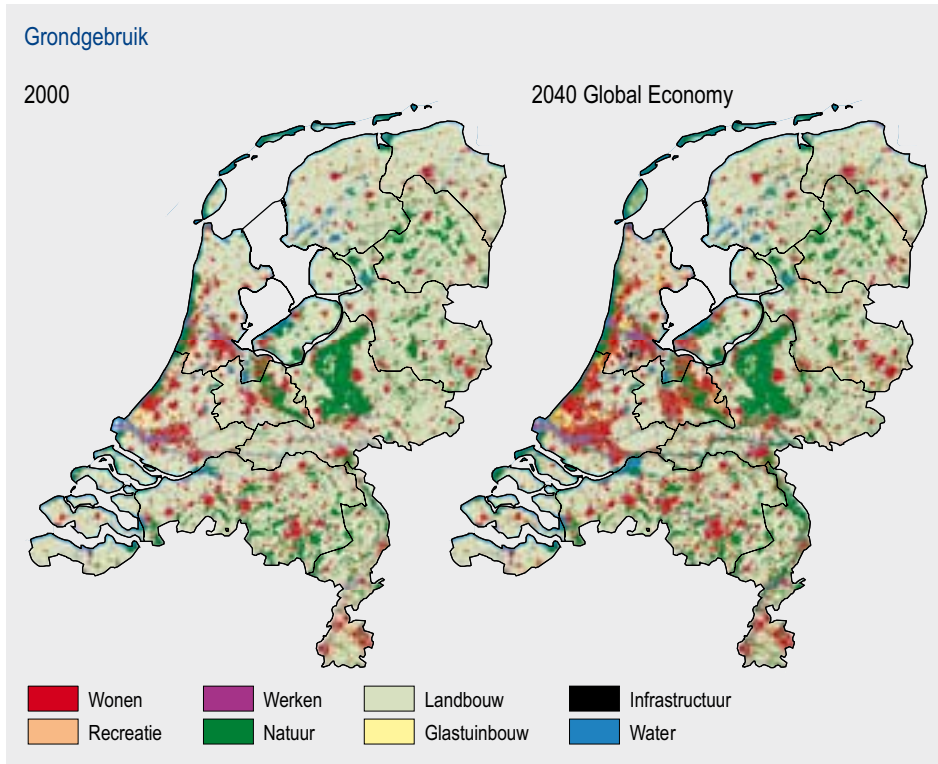 Grondgebruik
2000
2040 Global Economy
Wonen
Werken
Landbouw
Infrastructuur
Recreatie
Natuur
Glastuinbouw
Water